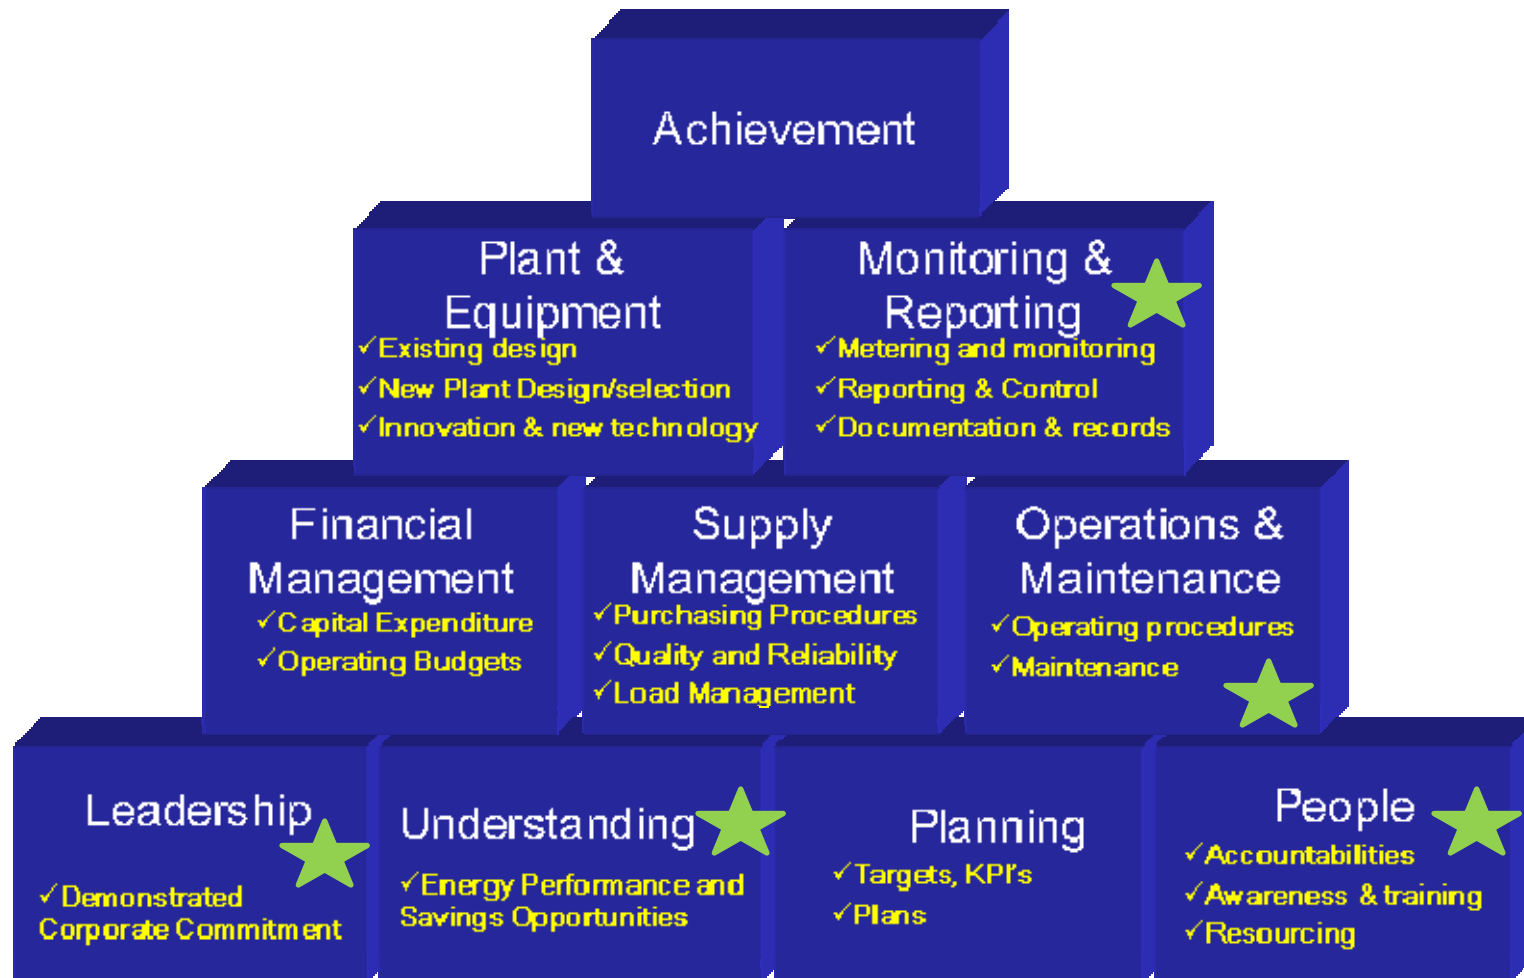 Achievement
Plant &
Equipment
✓Existing design
✓New Plant Design/selection
✓Innovation & new technology
Monitoring &
Reporting
✓Metering and monitoring
✓Reporting & Control
✓Documentation & records
Financial
Management
✓Capital Expenditure
✓Operating Budgets
Supply
Management
✓Purchasing Procedures
✓Quality and Reliability
✓Load Management
Operations &
Maintenance
✓Operating procedures
✓Maintenance
Leadership
✓Demonstrated
Corporate Commitment
Understanding
✓Energy Performance and
Savings Opportunities
Planning
✓Targets, KPI's
✓Plans
People
✓Accountabilities
✓Awareness & training
✓Resourcing